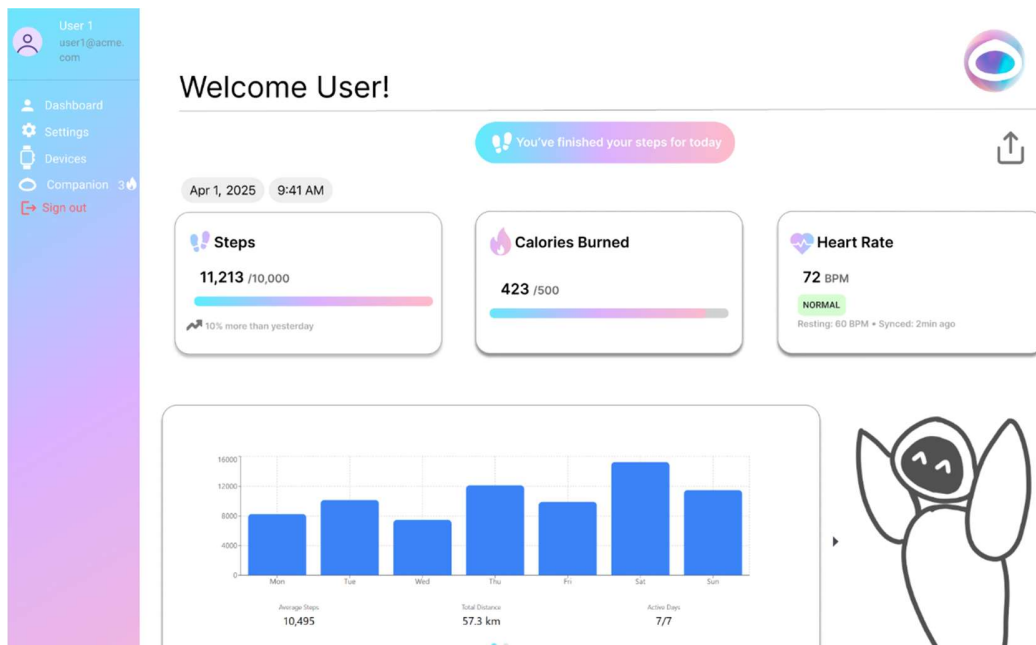 User 1
user1@acme.
com
Dashboard
Settings
Devices
Companion 3
Sign out
Welcome User!
You've finished your steps for today
Apr 1, 2025 9:41 AM
Steps
11,213 /10,000
10% more than yesterday
Calories Burned
423 /500
Heart Rate
72 BPM
NORMAL
Resting: 60 BPM • Synced: 2min ago
16000
12000
8000
4000
0
Mon Tue Wed Thu Fri Sat Sun
Average Steps Total Distance Active Days
10,495 57.3 km 7/7